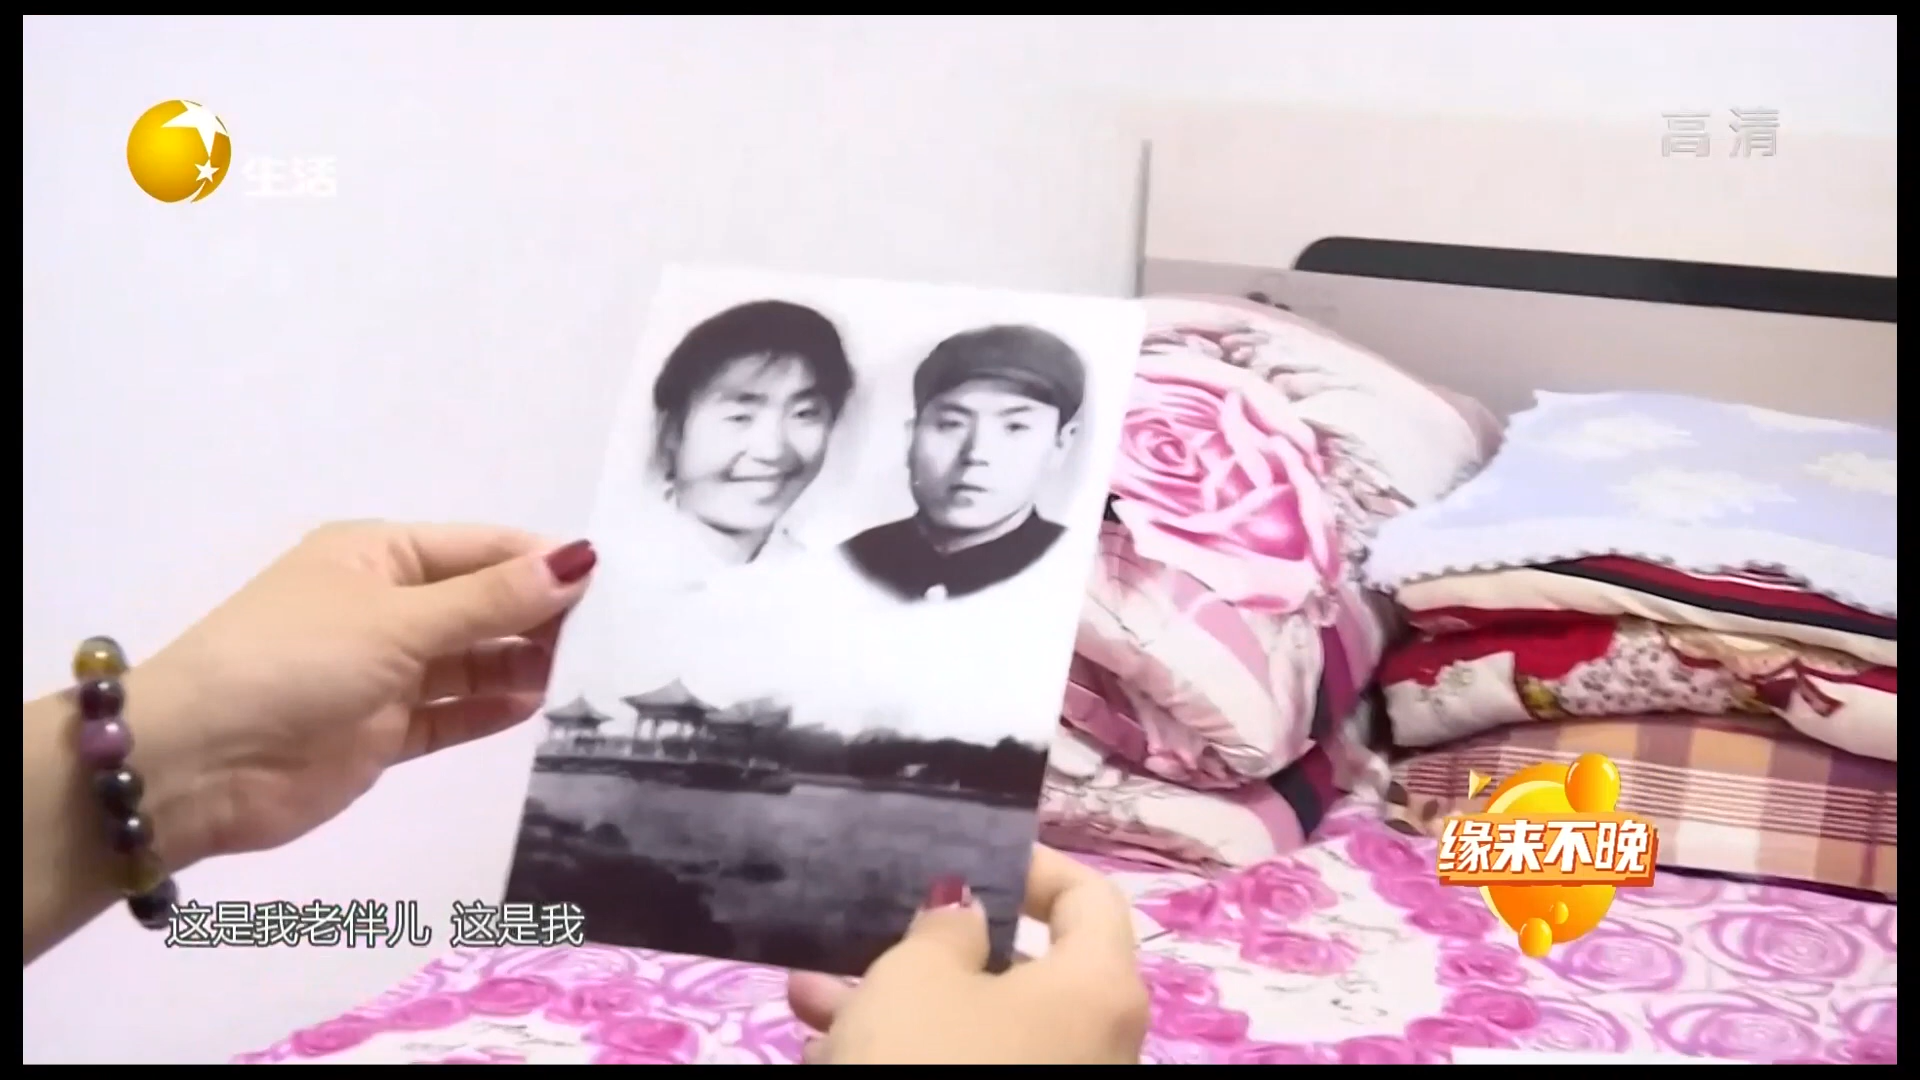 生活
高清
缘来不晚
这是我老伴儿 这是我